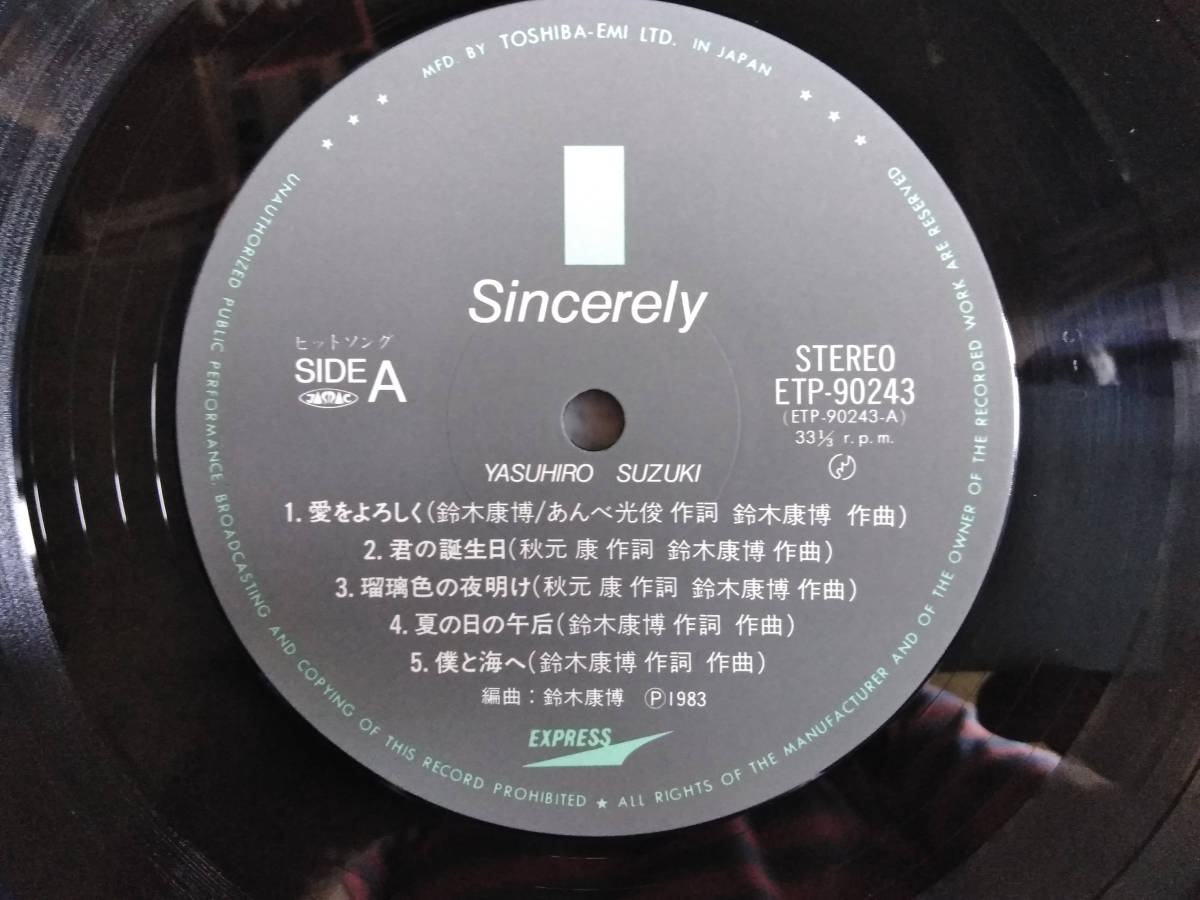 MFD. BY TOSHIBA-EMI LTD. IN JAPAN
Sincerely
ヒットソング
SIDE A
JASRAC
STEREO
ETP-90243
(ETP-90243-A)
33⅓ r.p.m.
YASUHIRO SUZUKI
1. 愛をよろしく(鈴木康博/あんべ光俊 作詞 鈴木康博 作曲)
2. 君の誕生日(秋元 康 作詞 鈴木康博 作曲)
3. 瑠璃色の夜明け(秋元 康 作詞 鈴木康博 作曲)
4. 夏の日の午后(鈴木康博 作詞 作曲)
5. 僕と海へ(鈴木康博 作詞 作曲)
編曲：鈴木康博 Ⓟ1983
EXPRESS
UNAUTHORIZED PUBLIC PERFORMANCE, BROADCASTING AND COPYING OF THIS RECORD PROHIBITED ★ ALL RIGHTS OF THE MANUFACTURER AND OF THE OWNER OF THE RECORDED WORK ARE RESERVED